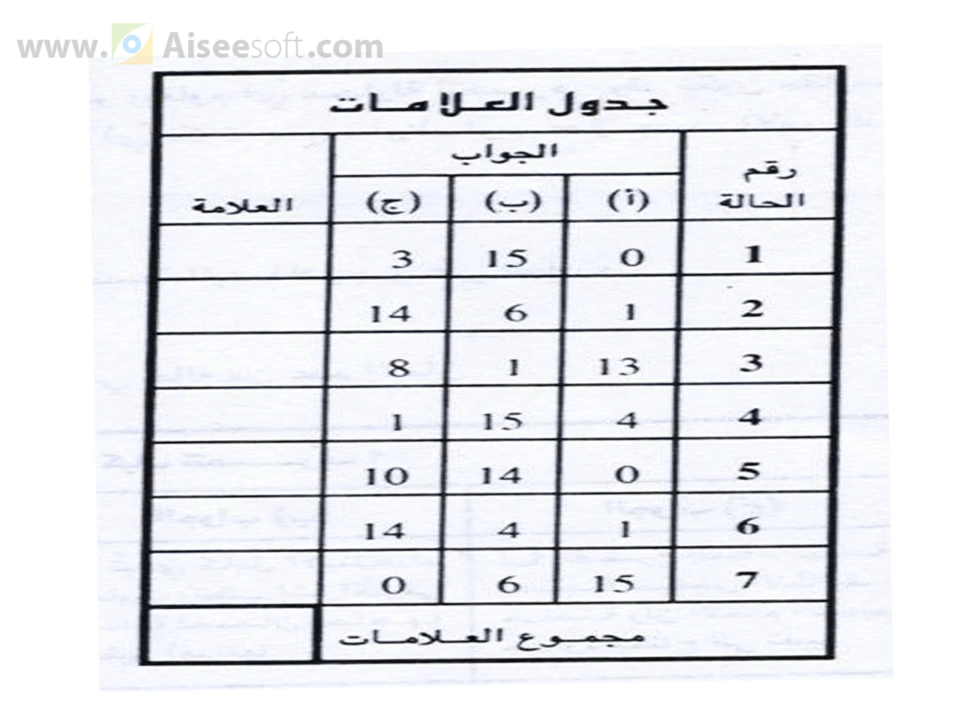 www.Aiseesoft.com
جدول العلامات
رقم الحالة الجواب العلامة
(أ) (ب) (ج)
1 0 15 3
2 1 6 14
3 13 1 8
4 4 15 1
5 0 14 10
6 1 4 14
7 15 6 0
مجموع العلامات